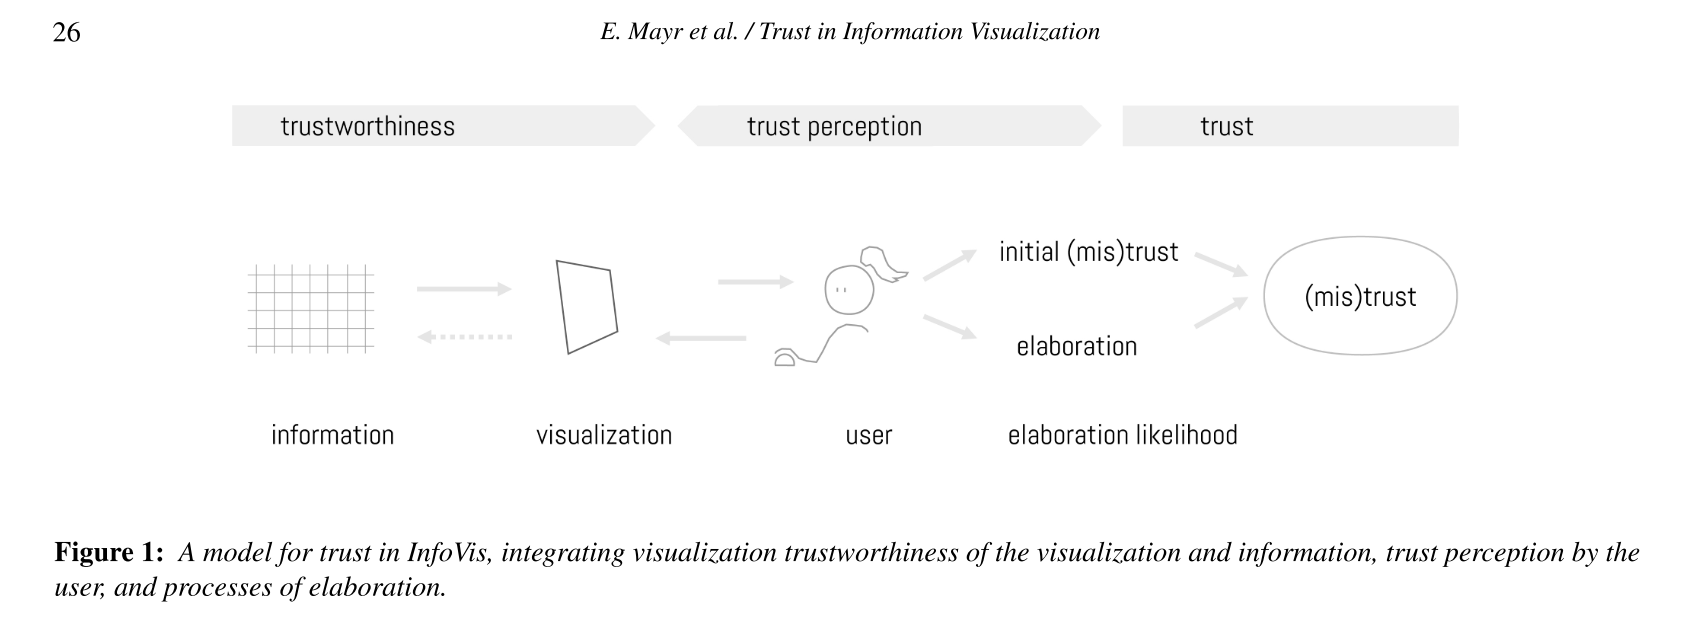 26
E. Mayr et al. / Trust in Information Visualization
trustworthiness
trust perception
trust
initial (mis)trust
(mis)trust
elaboration
information
visualization
user
elaboration likelihood
Figure 1: A model for trust in InfoVis, integrating visualization trustworthiness of the visualization and information, trust perception by the
user, and processes of elaboration.